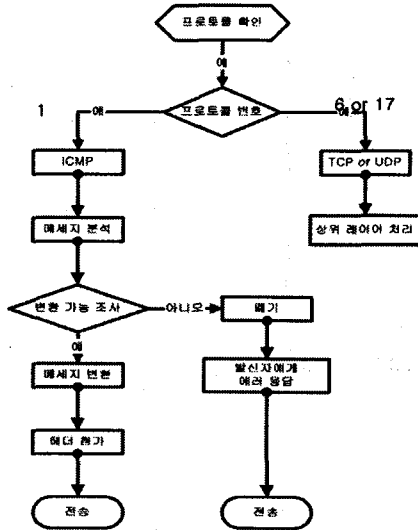 프로토콜 확인
예
프로토콜 번호
1
예
6 or 17
예
ICMP
TCP or UDP
메세지 분석
상위 레이어 처리
변환 가능 조사
아니오
폐기
예
메세지 변환
발신자에게
에러 응답
헤더 첨가
전송
전송